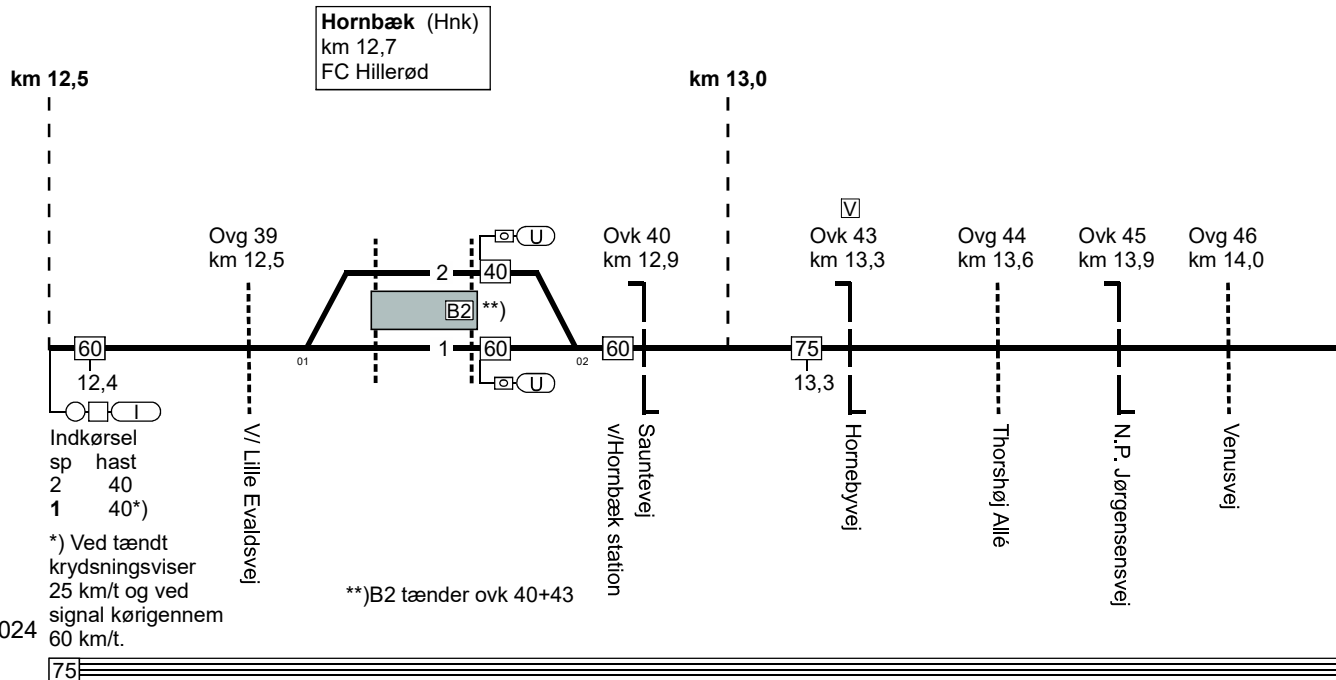 Hornbæk (Hnk)
km 12,7
FC Hillerød
km 12,5
km 13,0
V
Ovg 39
km 12,5
U
Ovk 40
km 12,9
Ovk 43
km 13,3
Ovg 44
km 13,6
Ovk 45
km 13,9
Ovg 46
km 14,0
2
40
B2 **)
60
01
1
60
02
60
75
12,4
U
13,3
I
Indkørsel
sp hast
2 40
1 40*)
*) Ved tændt
krydsningsviser
25 km/t og ved
signal kørigennem
60 km/t.
V/ Lille Evaldsvej
**)B2 tænder ovk 40+43
Sauntevej
v/Hornbæk station
Hornebyvej
Thorshøj Allé
N.P. Jørgensensvej
Venusvej
024
75